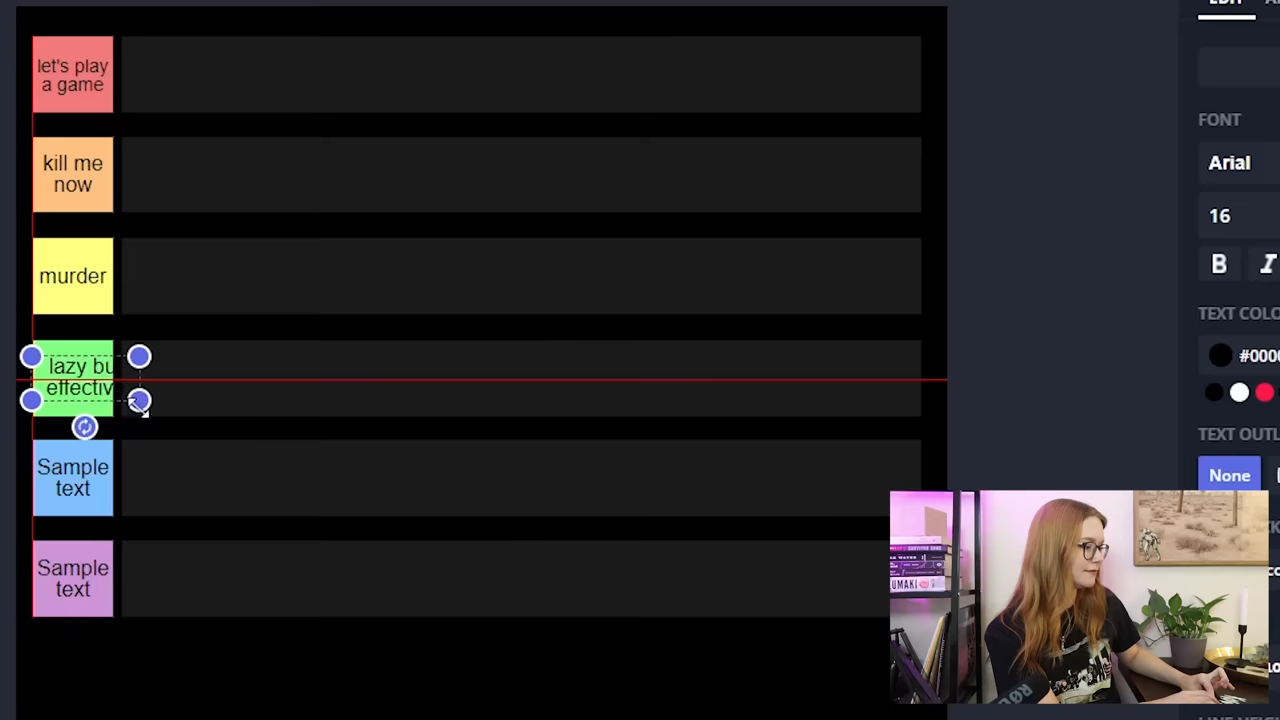 let's play
a game
kill me
now
murder
lazy bu
effectiv
Sample
text
Sample
text
FONT
Arial
16
B
I
TEXT COLO
#000
TEXT OUTL
None
UMAKI